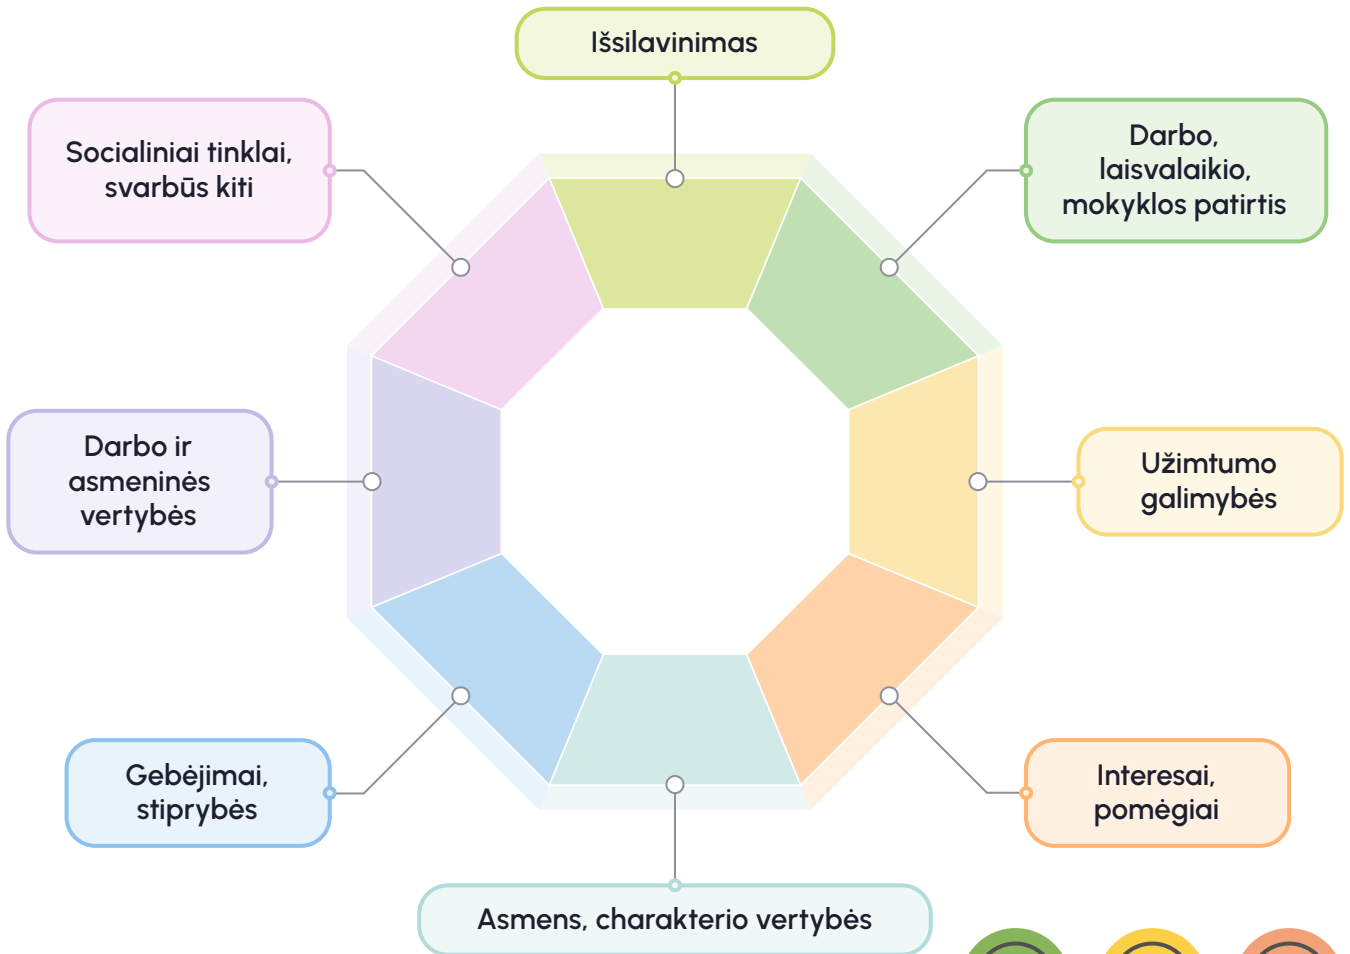 Išsilavinimas
Socialiniai tinklai,
svarbūs kiti
Darbo,
laisvalaikio,
mokyklos patirtis
Darbo ir
asmeninės
vertybės
Užimtumo
galimybės
Gebėjimai,
stiprybės
Interesai,
pomėgiai
Asmens, charakterio vertybės